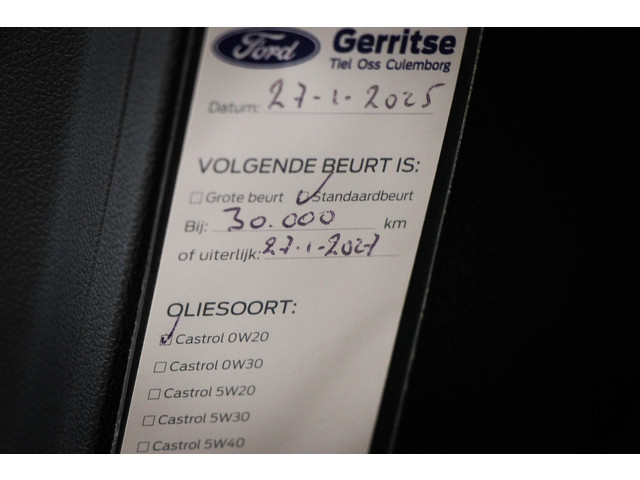 Ford Gerritse
Tiel Oss Culemborg
Datum: 27-1-2025
VOLGENDE BEURT IS:
Grote beurt Standaardbeurt
Bij: 30.000 km
of uiterlijk: 27-1-2027
OLIESOORT:
Castrol 0W20
Castrol 0W30
Castrol 5W20
Castrol 5W30
Castrol 5W40